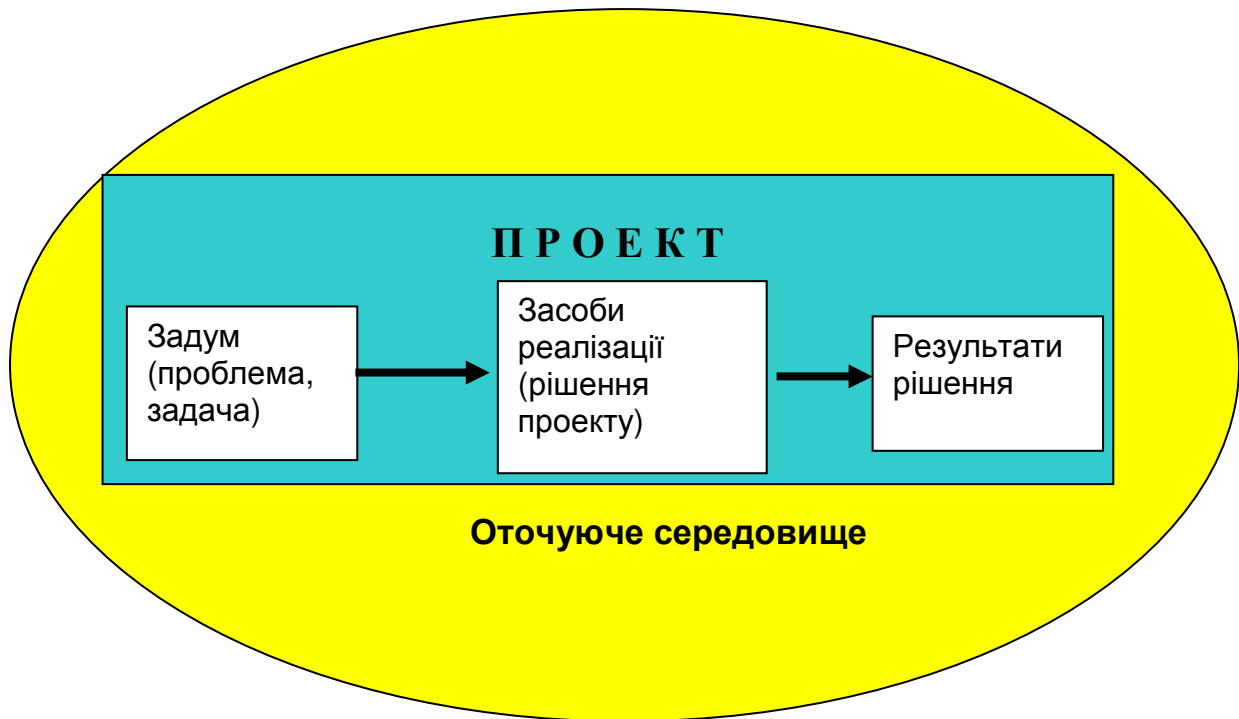 П Р О Е К Т
Задум
(проблема,
задача)
Засоби
реалізації
(рішення
проекту)
Результати
рішення
Оточуюче середовище